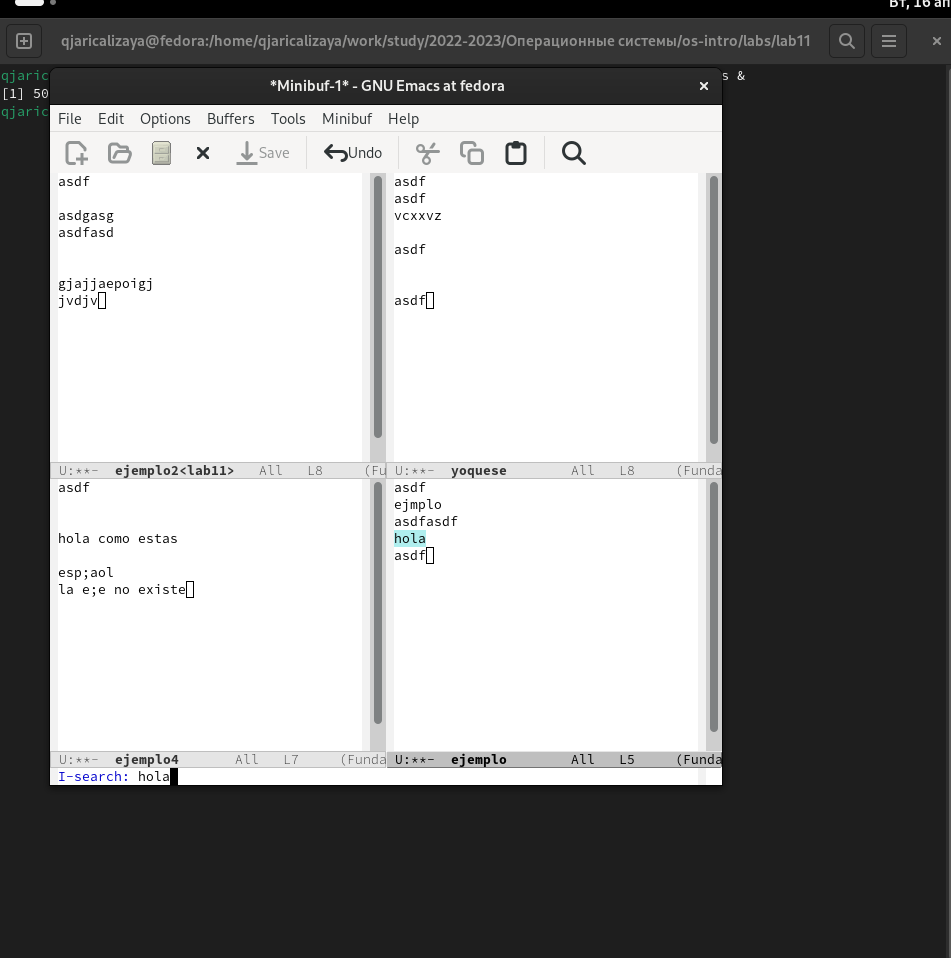 Вт, 16 ап
qjaricalizaya@fedora:/home/qjaricalizaya/work/study/2022-2023/Операционные системы/os-intro/labs/lab11
qjaric
s &
[1] 50
qjaric
*Minibuf-1* - GNU Emacs at fedora
File Edit Options Buffers Tools Minibuf Help
Save Undo
asdf
asdgasg
asdfasd
gjajjaepoigj
jvdjv
U:**- ejemplo2<lab11> All L8 (Fu
asdf
asdf
vcxxvz
asdf
asdf
U:**- yoquese All L8 (Funda
asdf
hola como estas
esp;aol
la e;e no existe
U:**- ejemplo4 All L7 (Funda
asdf
ejmplo
asdfasdf
hola
asdf
U:**- ejemplo All L5 (Funda
I-search: hola